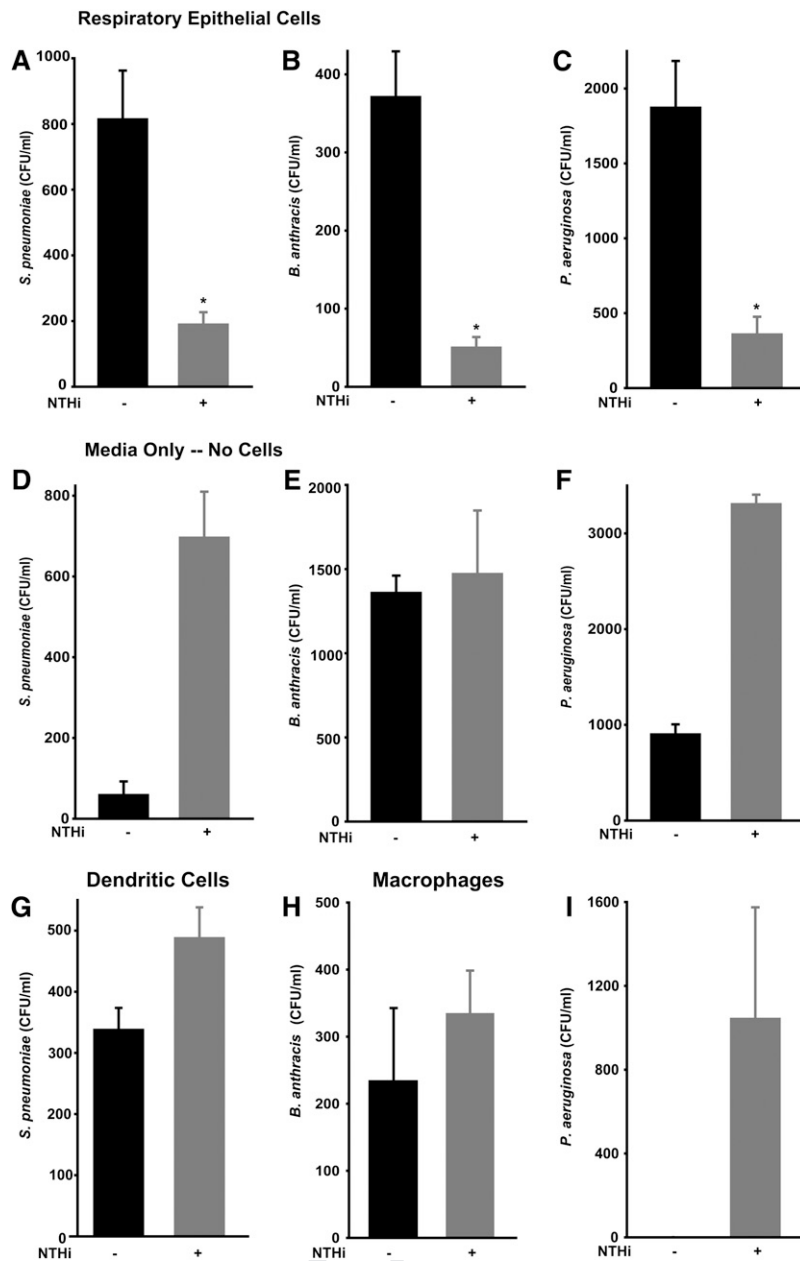 Respiratory Epithelial Cells
A
B
C
S. pneumoniae (CFU/ml)
1000
800
600
400
200
0
*
NTHi - +
B. anthracis (CFU/ml)
400
300
200
100
0
*
- +
P. aeruginosa (CFU/ml)
2000
1500
1000
500
0
*
NTHi - +
Media Only -- No Cells
D
E
F
S. pneumoniae (CFU/ml)
800
600
400
200
0
NTHi - +
B. anthracis (CFU/ml)
2000
1500
1000
500
0
NTHi - +
P. aeruginosa (CFU/ml)
3000
2000
1000
0
NTHi - +
Dendritic Cells
Macrophages
G
H
I
S. pneumoniae (CFU/ml)
500
400
300
200
100
0
NTHi - +
B. anthracis (CFU/ml)
500
400
300
200
100
0
NTHi - +
P. aeruginosa (CFU/ml)
1600
1200
800
400
0
NTHi - +